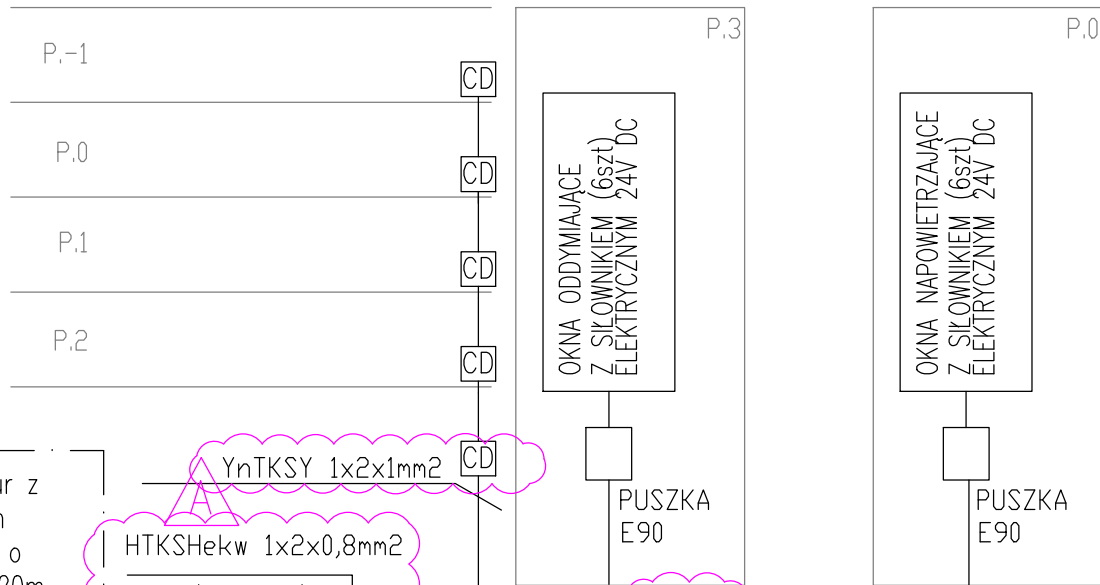 P.-1
CD
P.0
CD
P.1
CD
P.2
CD
CD
YnTKSY 1x2x1mm2
A
HTKSHekw 1x2x0,8mm2
z
o
P.3
OKNA ODDYMIAJĄCE
Z SIŁOWNIKIEM (6szt)
ELEKTRYCZNYM 24V DC
PUSZKA
E90
P.0
OKNA NAPOWIETRZAJĄCE
Z SIŁOWNIKIEM (6szt)
ELEKTRYCZNYM 24V DC
PUSZKA
E90